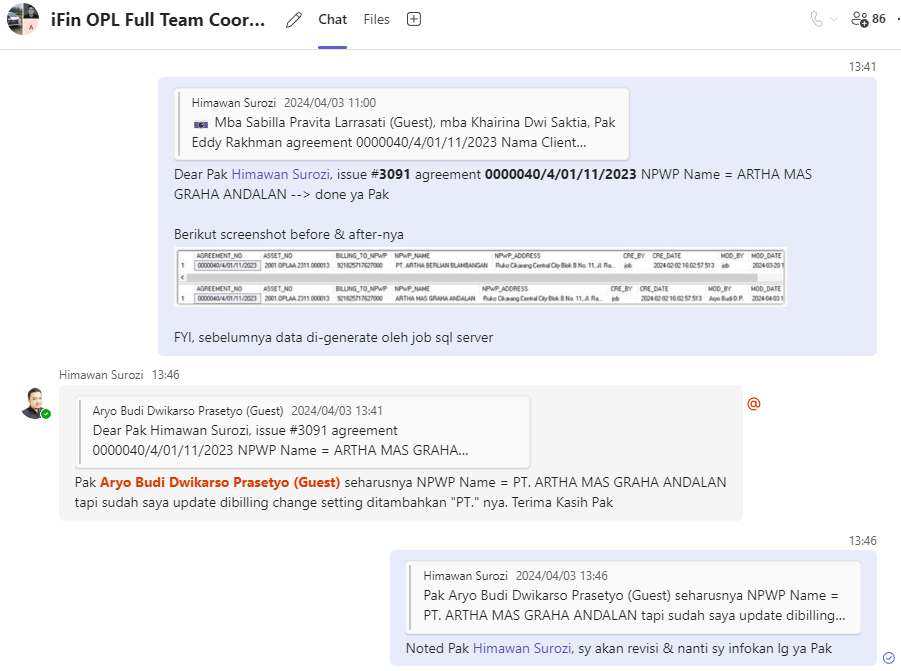 iFin OPL Full Team Coor...
Chat
Files
86
13:41
Himawan Surozi 2024/04/03 11:00
Mba Sabilla Pravita Larrasati (Guest), mba Khairina Dwi Saktia, Pak
Eddy Rakhman agreement 0000040/4/01/11/2023 Nama Client...
Dear Pak Himawan Surozi, issue #3091 agreement 0000040/4/01/11/2023 NPWP Name = ARTHA MAS
GRAHA ANDALAN --> done ya Pak
Berikut screenshot before & after-nya
AGREEMENT_NO ASSET_NO BILLING_TO_NPWP NPWP_NAME NPWP_ADDRESS CRE_BY CRE_DATE MOD_BY MOD_DATE
1 0000040/4/01/11/2023 2001.OPLAA.2311.000013 921825717627000 PT. ARTHA BERLIAN BLAMBANGAN Ruko Cikarang Central City Blok B No. 11, Jl. Ra... job 2024-02-02 16:02:57.513 job 2024-03-20 1
AGREEMENT_NO ASSET_NO BILLING_TO_NPWP NPWP_NAME NPWP_ADDRESS CRE_BY CRE_DATE MOD_BY MOD_DATE
1 0000040/4/01/11/2023 2001.OPLAA.2311.000013 921825717627000 ARTHA MAS GRAHA ANDALAN Ruko Cikarang Central City Blok B No. 11, Jl. Ra... job 2024-02-02 16:02:57.513 Aryo Budi D.P. 2024-04-03 1
FYI, sebelumnya data di-generate oleh job sql server
Himawan Surozi 13:46
Aryo Budi Dwikarso Prasetyo (Guest) 2024/04/03 13:41
Dear Pak Himawan Surozi, issue #3091 agreement
0000040/4/01/11/2023 NPWP Name = ARTHA MAS GRAHA...
@
Pak Aryo Budi Dwikarso Prasetyo (Guest) seharusnya NPWP Name = PT. ARTHA MAS GRAHA ANDALAN
tapi sudah saya update dibilling change setting ditambahkan "PT." nya. Terima Kasih Pak
13:46
Himawan Surozi 2024/04/03 13:46
Pak Aryo Budi Dwikarso Prasetyo (Guest) seharusnya NPWP Name =
PT. ARTHA MAS GRAHA ANDALAN tapi sudah saya update dibilling...
Noted Pak Himawan Surozi, sy akan revisi & nanti sy infokan lg ya Pak